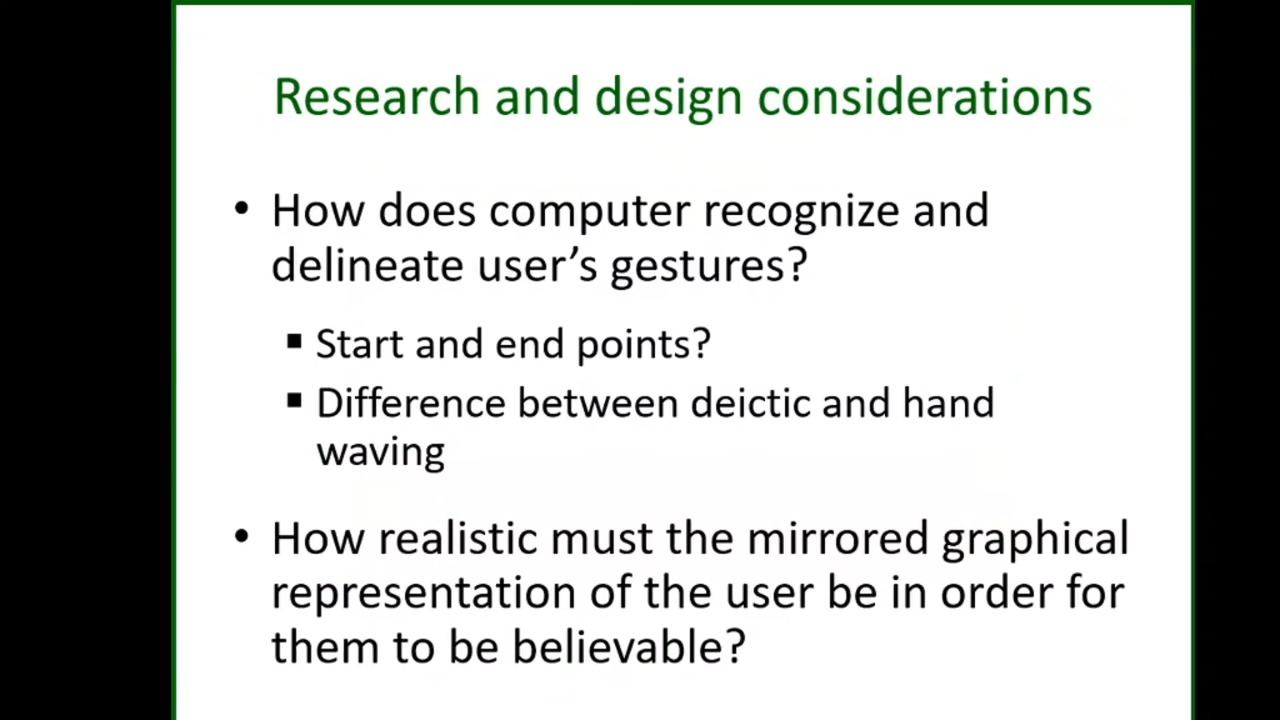 Research and design considerations
• How does computer recognize and
delineate user’s gestures?
▪ Start and end points?
▪ Difference between deictic and hand
waving
• How realistic must the mirrored graphical
representation of the user be in order for
them to be believable?